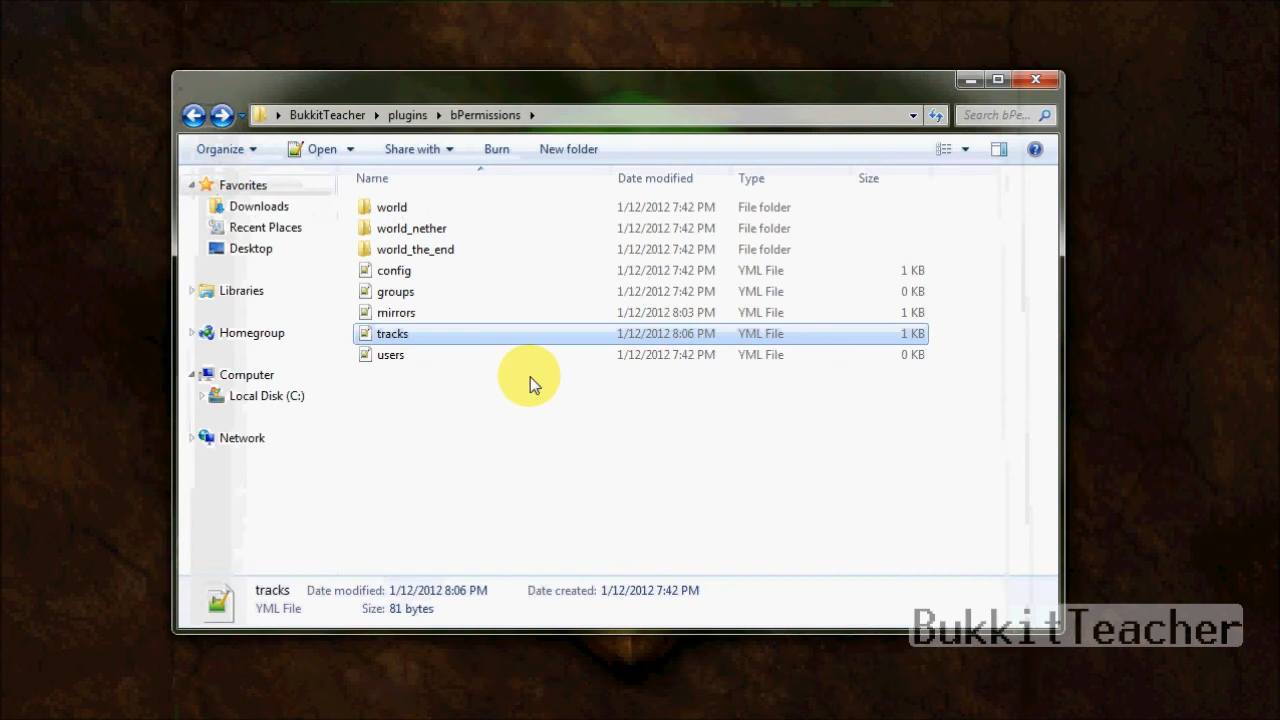 BukkitTeacher plugins bPermissions Search bPe...
Organize Open Share with Burn New folder
Name Date modified Type Size
Favorites
Downloads
Recent Places
Desktop
Libraries
Homegroup
Computer
Local Disk (C:)
Network
world 1/12/2012 7:42 PM File folder
world_nether 1/12/2012 7:42 PM File folder
world_the_end 1/12/2012 7:42 PM File folder
config 1/12/2012 7:42 PM YML File 1 KB
groups 1/12/2012 7:42 PM YML File 0 KB
mirrors 1/12/2012 8:03 PM YML File 1 KB
tracks 1/12/2012 8:06 PM YML File 1 KB
users 1/12/2012 7:42 PM YML File 0 KB
tracks Date modified: 1/12/2012 8:06 PM Date created: 1/12/2012 7:42 PM
YML File Size: 81 bytes
BukkitTeacher